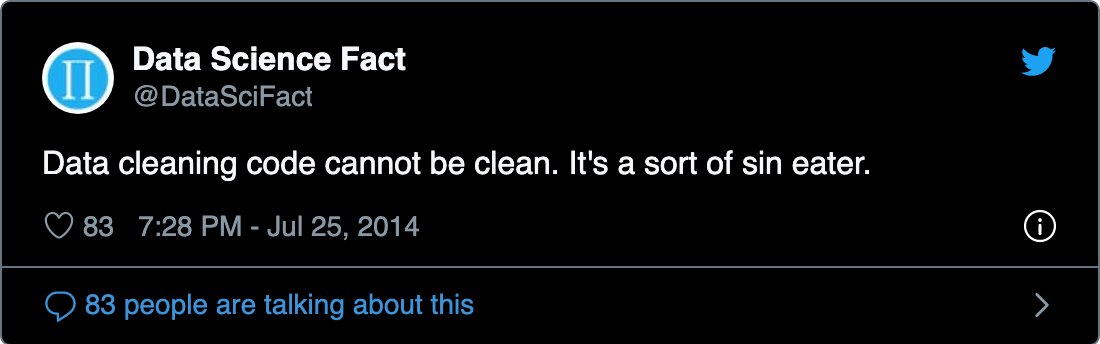 Data Science Fact
@DataSciFact
Data cleaning code cannot be clean. It's a sort of sin eater.
83 7:28 PM - Jul 25, 2014
83 people are talking about this